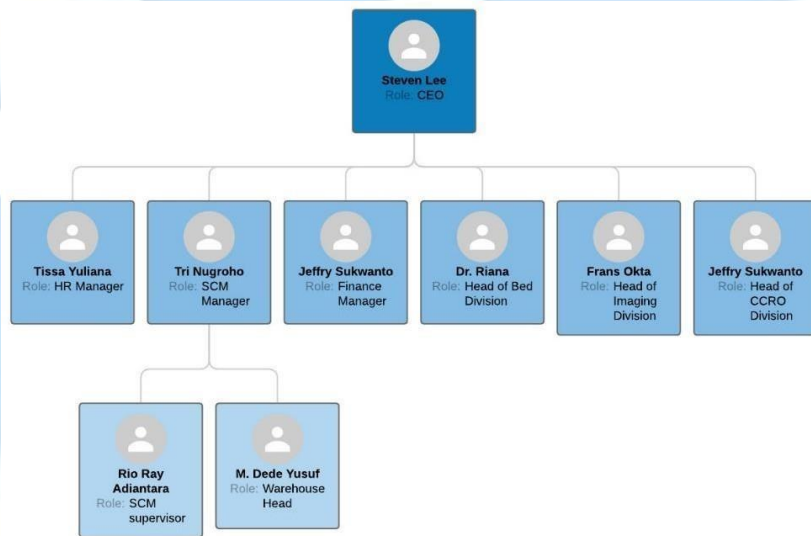 Steven Lee
Role: CEO
Tissa Yuliana
Role: HR Manager
Tri Nugroho
Role: SCM
Manager
Jeffry Sukwanto
Role: Finance
Manager
Dr. Riana
Role: Head of Bed
Division
Frans Okta
Role: Head of
Imaging
Division
Jeffry Sukwanto
Role: Head of
CCRO
Division
Rio Ray
Adiantara
Role: SCM
supervisor
M. Dede Yusuf
Role: Warehouse
Head